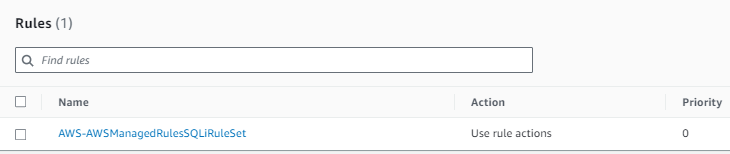 Rules (1)
Find rules
Name Action Priority
AWS-AWSManagedRulesSQLiRuleSet Use rule actions 0